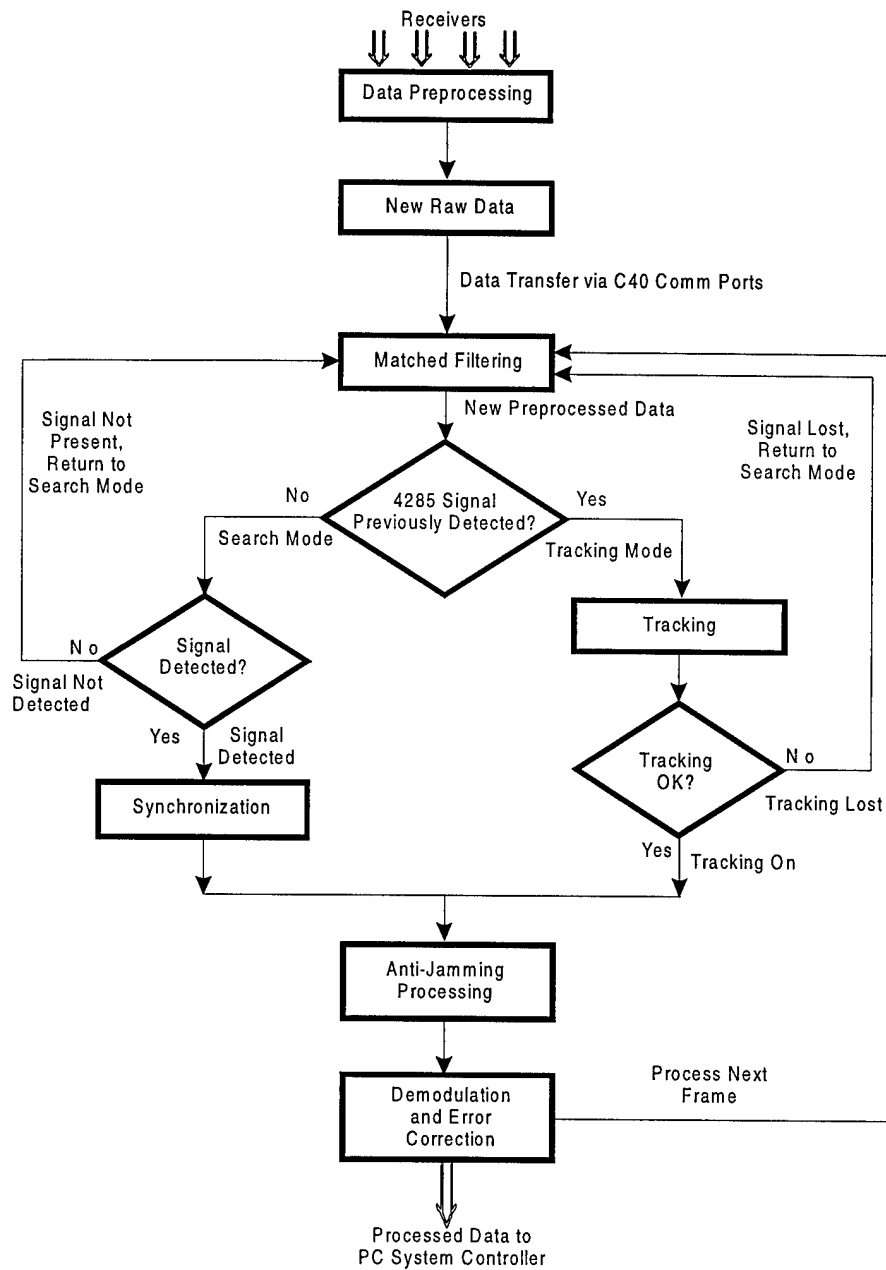 Receivers
Data Preprocessing
New Raw Data
Data Transfer via C40 Comm Ports
Matched Filtering
New Preprocessed Data
Signal Not
Present,
Return to
Search Mode
Signal Lost,
Return to
Search Mode
No
4285 Signal
Previously Detected?
Yes
Search Mode
Tracking Mode
Signal
Detected?
No
Signal Not
Detected
Tracking
Yes
Signal
Detected
Tracking
OK?
No
Tracking Lost
Synchronization
Yes
Tracking On
Anti-Jamming
Processing
Demodulation
and Error
Correction
Process Next
Frame
Processed Data to
PC System Controller